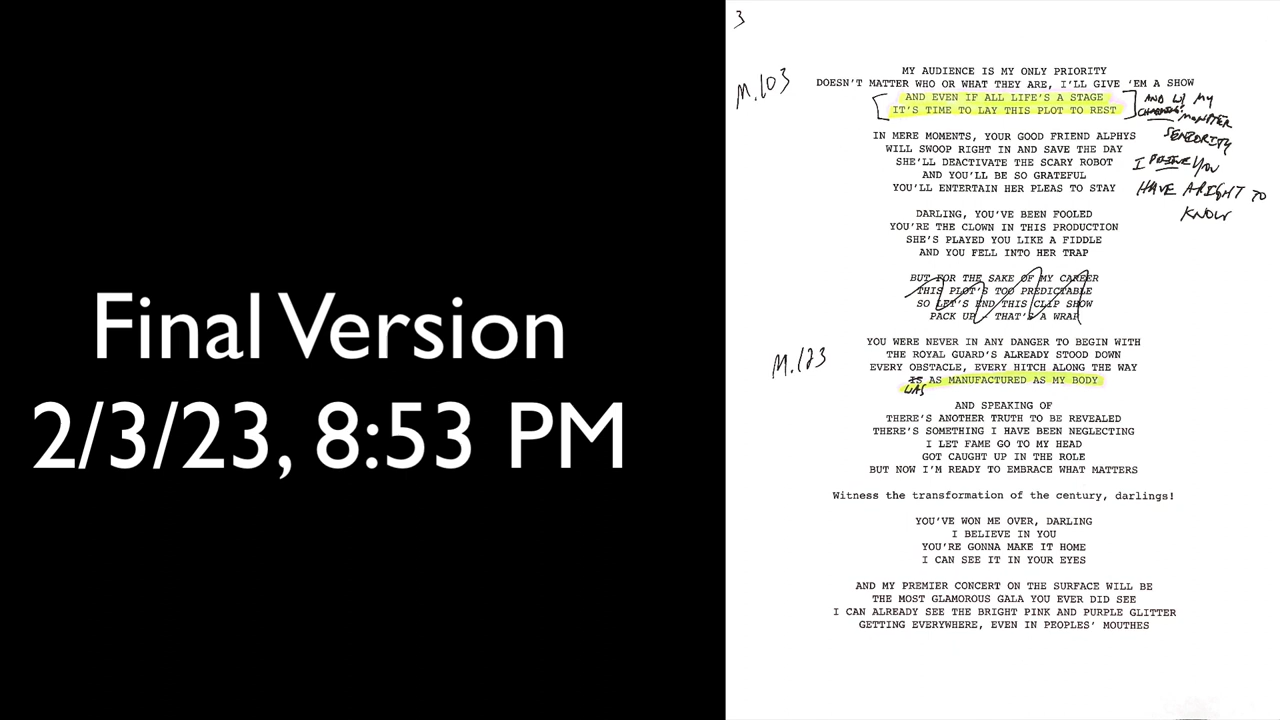 Final Version
2/3/23, 8:53 PM
3
M.103
MY AUDIENCE IS MY ONLY PRIORITY
DOESN'T MATTER WHO OR WHAT THEY ARE, I'LL GIVE 'EM A SHOW
AND EVEN IF ALL LIFE'S A STAGE
IT'S TIME TO LAY THIS PLOT TO REST
AND W/ MY
MONSTER
SENIORITY
I YOU
HAVE A RIGHT TO
KNOW
IN MERE MOMENTS, YOUR GOOD FRIEND ALPHYS
WILL SWOOP RIGHT IN AND SAVE THE DAY
SHE'LL DEACTIVATE THE SCARY ROBOT
AND YOU'LL BE SO GRATEFUL
YOU'LL ENTERTAIN HER PLEAS TO STAY
DARLING, YOU'VE BEEN FOOLED
YOU'RE THE CLOWN IN THIS PRODUCTION
SHE'S PLAYED YOU LIKE A FIDDLE
AND YOU FELL INTO HER TRAP
BUT FOR THE SAKE OF MY CAREER
THIS PLOT'S TOO PREDICTABLE
SO LET'S END THIS CLIP SHOW
PACK UP - THAT'S A WRAP
M.123
YOU WERE NEVER IN ANY DANGER TO BEGIN WITH
THE ROYAL GUARD'S ALREADY STOOD DOWN
EVERY OBSTACLE, EVERY HITCH ALONG THE WAY
IS AS MANUFACTURED AS MY BODY
WAS
AND SPEAKING OF
THERE'S ANOTHER TRUTH TO BE REVEALED
THERE'S SOMETHING I HAVE BEEN NEGLECTING
I LET FAME GO TO MY HEAD
GOT CAUGHT UP IN THE ROLE
BUT NOW I'M READY TO EMBRACE WHAT MATTERS
Witness the transformation of the century, darlings!
YOU'VE WON ME OVER, DARLING
I BELIEVE IN YOU
YOU'RE GONNA MAKE IT HOME
I CAN SEE IT IN YOUR EYES
AND MY PREMIER CONCERT ON THE SURFACE WILL BE
THE MOST GLAMOROUS GALA YOU EVER DID SEE
I CAN ALREADY SEE THE BRIGHT PINK AND PURPLE GLITTER
GETTING EVERYWHERE, EVEN IN PEOPLES' MOUTHES